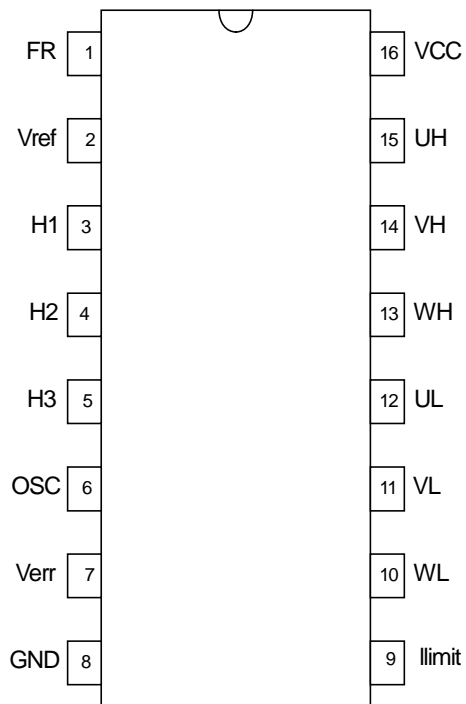 FR 1 16 VCC
Vref 2 15 UH
H1 3 14 VH
H2 4 13 WH
H3 5 12 UL
OSC 6 11 VL
Verr 7 10 WL
GND 8 9 Ilimit